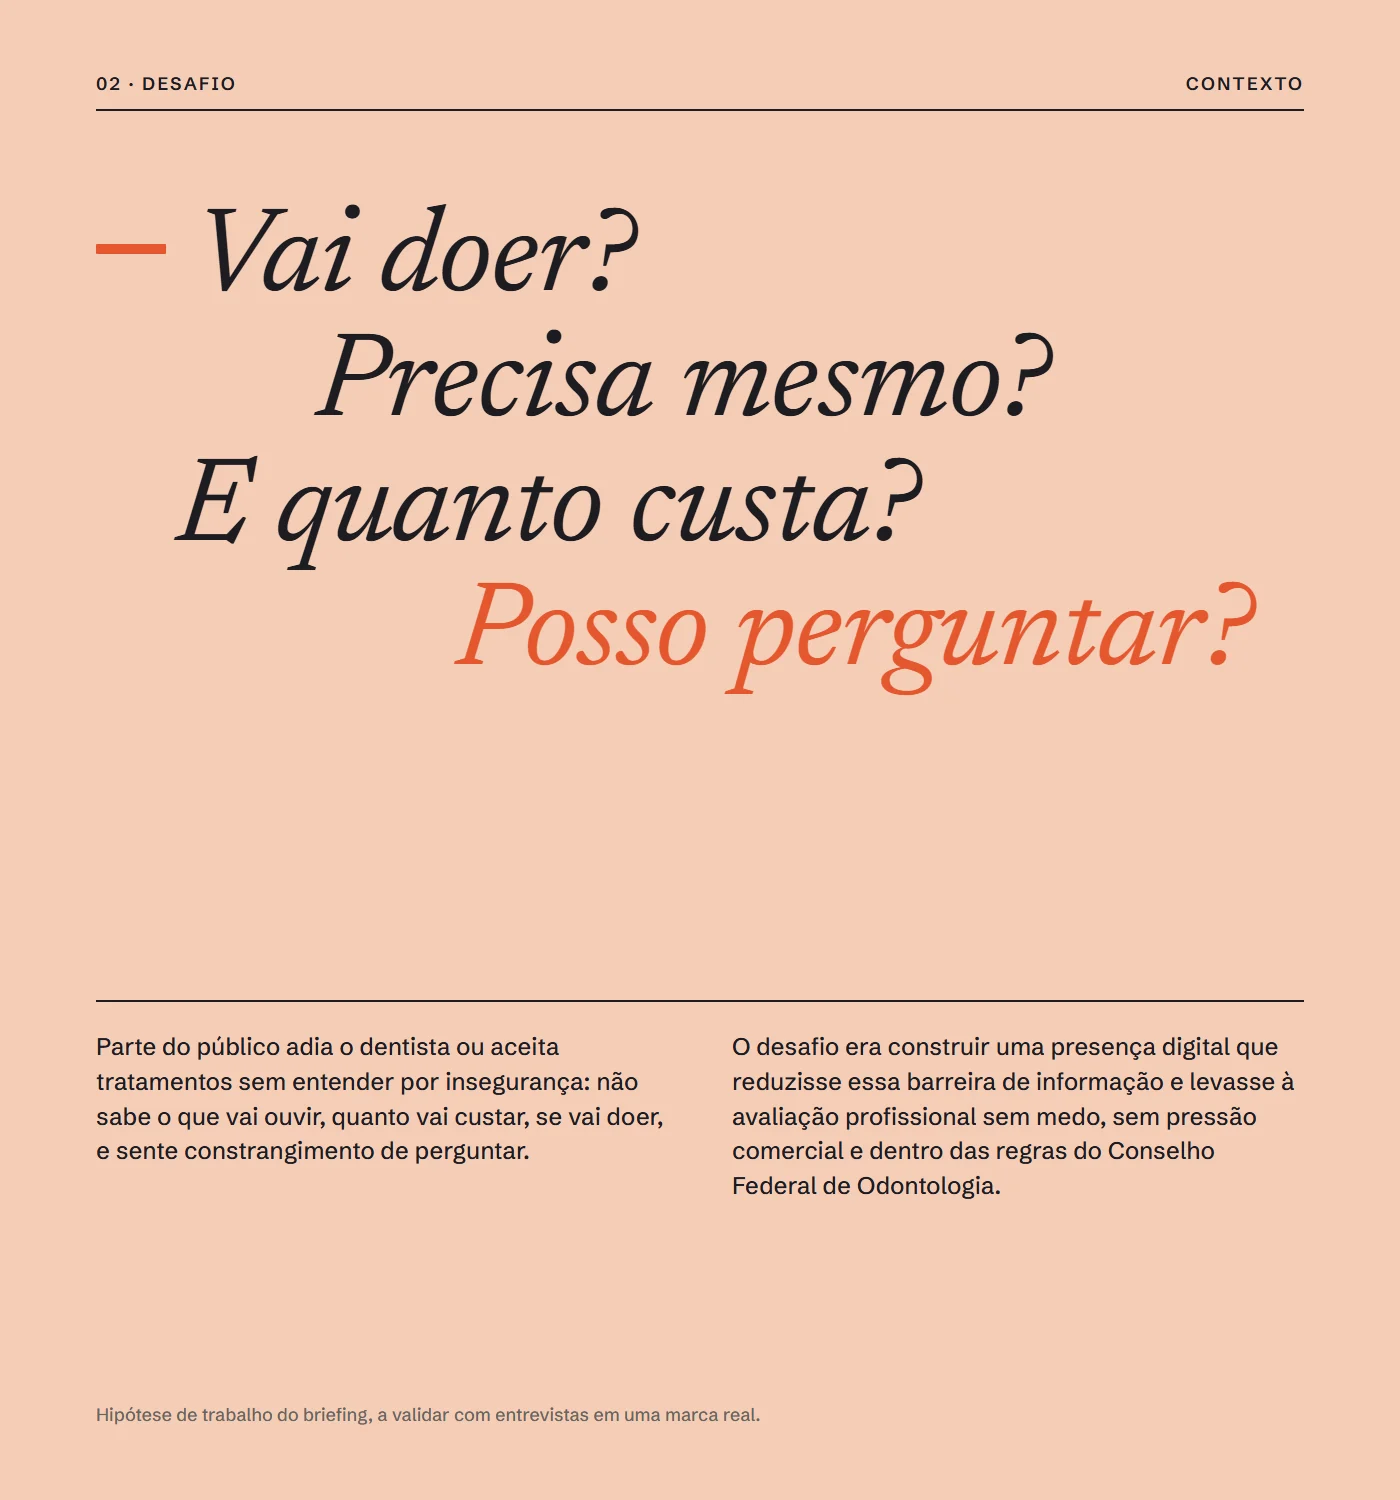 02 · DESAFIO
CONTEXTO
— Vai doer?
Precisa mesmo?
E quanto custa?
Posso perguntar?
Parte do público adia o dentista ou aceita
tratamentos sem entender por insegurança: não
sabe o que vai ouvir, quanto vai custar, se vai doer,
e sente constrangimento de perguntar.
O desafio era construir uma presença digital que
reduzisse essa barreira de informação e levasse à
avaliação profissional sem medo, sem pressão
comercial e dentro das regras do Conselho
Federal de Odontologia.
Hipótese de trabalho do briefing, a validar com entrevistas em uma marca real.